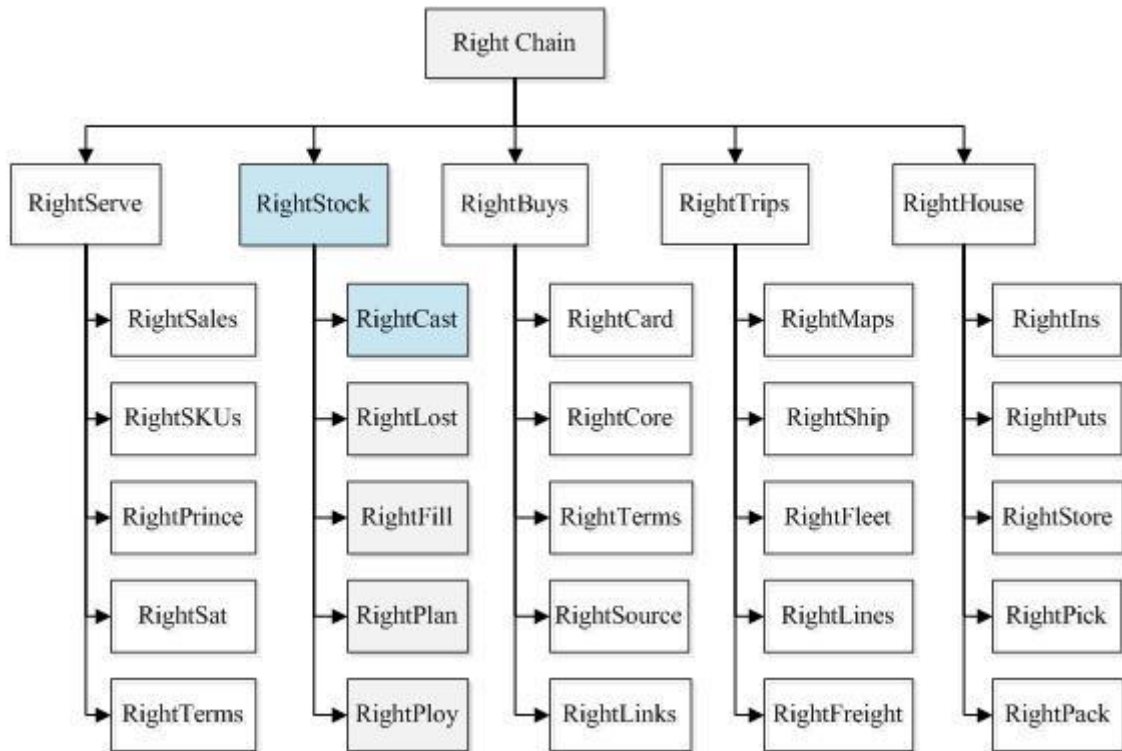 Right Chain
RightServe
RightStock
RightBuys
RightTrips
RightHouse
RightSales
RightCast
RightCard
RightMaps
RightIns
RightSKUs
RightLost
RightCore
RightShip
RightPuts
RightPrince
RightFill
RightTerms
RightFleet
RightStore
RightSat
RightPlan
RightSource
RightLines
RightPick
RightTerms
RightPloy
RightLinks
RightFreight
RightPack